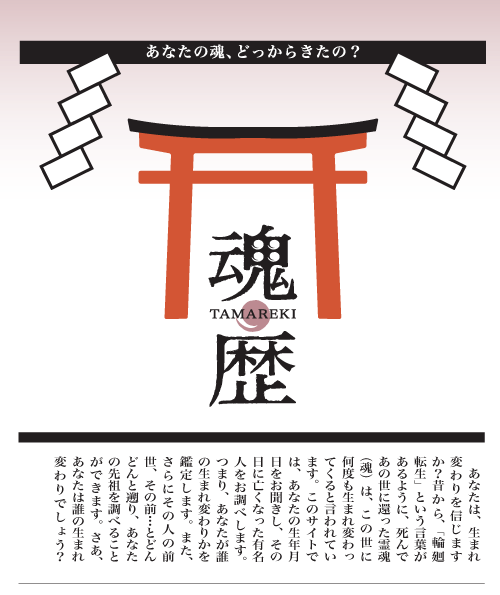 あなたの魂、どっからきたの？
魂
TAMAREKI
歴
あなたは、生まれ
変わりを信じます
か？昔から、「輪廻
転生」という言葉が
あるように、死んで
あの世に還った霊魂
（魂）は、この世に
何度も生まれ変わっ
てくると言われてい
ます。このサイトで
は、あなたの生年月
日をお聞きし、その
日に亡くなった有名
人をお調べします。
つまり、あなたが誰
の生まれ変わりかを
鑑定します。また、
さらにその人の前
世、その前…とどん
どんと遡り、あなた
の先祖を調べること
ができます。さあ、
あなたは誰の生まれ
変わりでしょう？